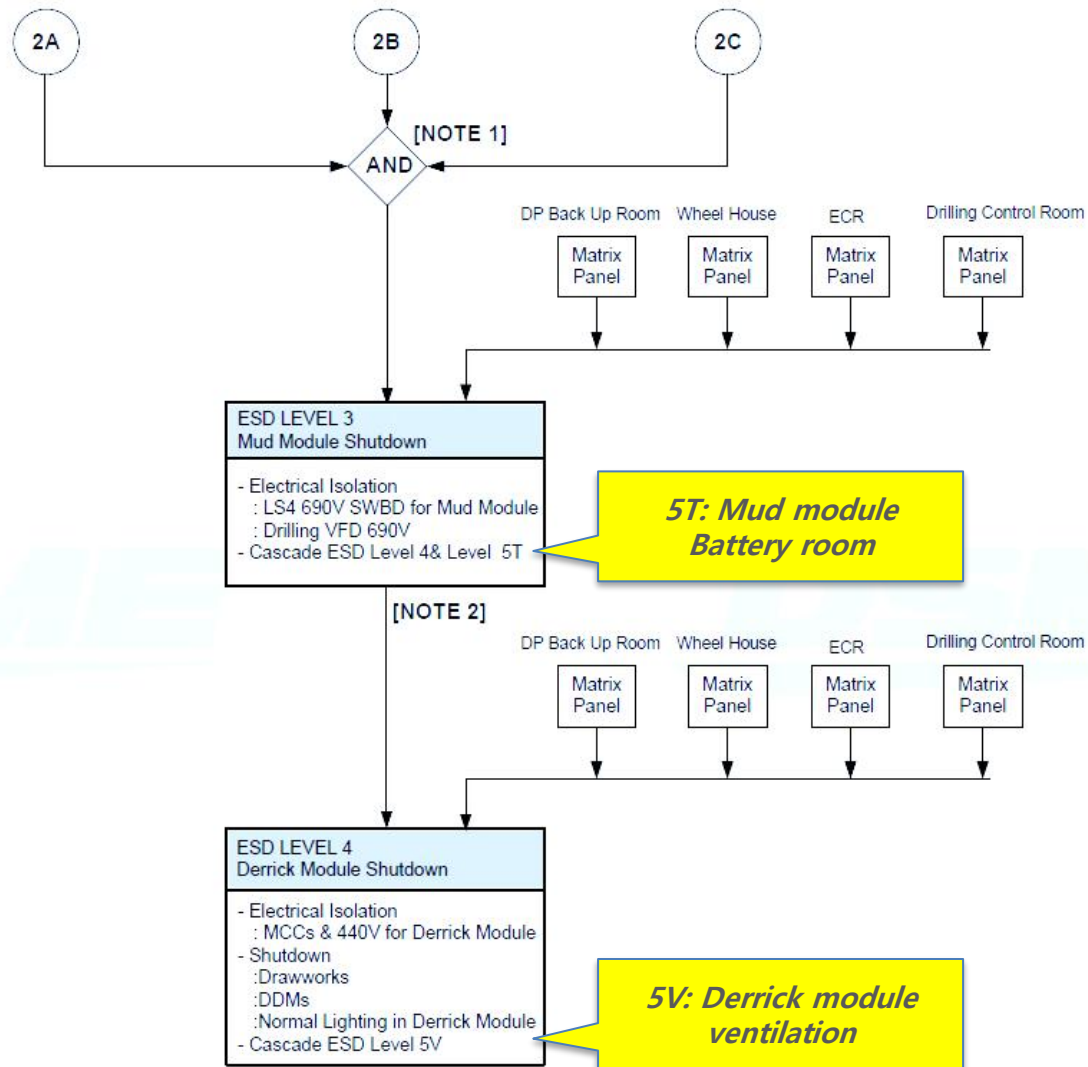 2A
2B
2C
[NOTE 1]
AND
DP Back Up Room
Wheel House
ECR
Drilling Control Room
Matrix
Panel
Matrix
Panel
Matrix
Panel
Matrix
Panel
ESD LEVEL 3
Mud Module Shutdown
- Electrical Isolation
: LS4 690V SWBD for Mud Module
: Drilling VFD 690V
- Cascade ESD Level 4& Level 5T
5T: Mud module
Battery room
[NOTE 2]
DP Back Up Room
Wheel House
ECR
Drilling Control Room
Matrix
Panel
Matrix
Panel
Matrix
Panel
Matrix
Panel
ESD LEVEL 4
Derrick Module Shutdown
- Electrical Isolation
: MCCs & 440V for Derrick Module
- Shutdown
:Drawworks
:DDMs
:Normal Lighting in Derrick Module
- Cascade ESD Level 5V
5V: Derrick module
ventilation